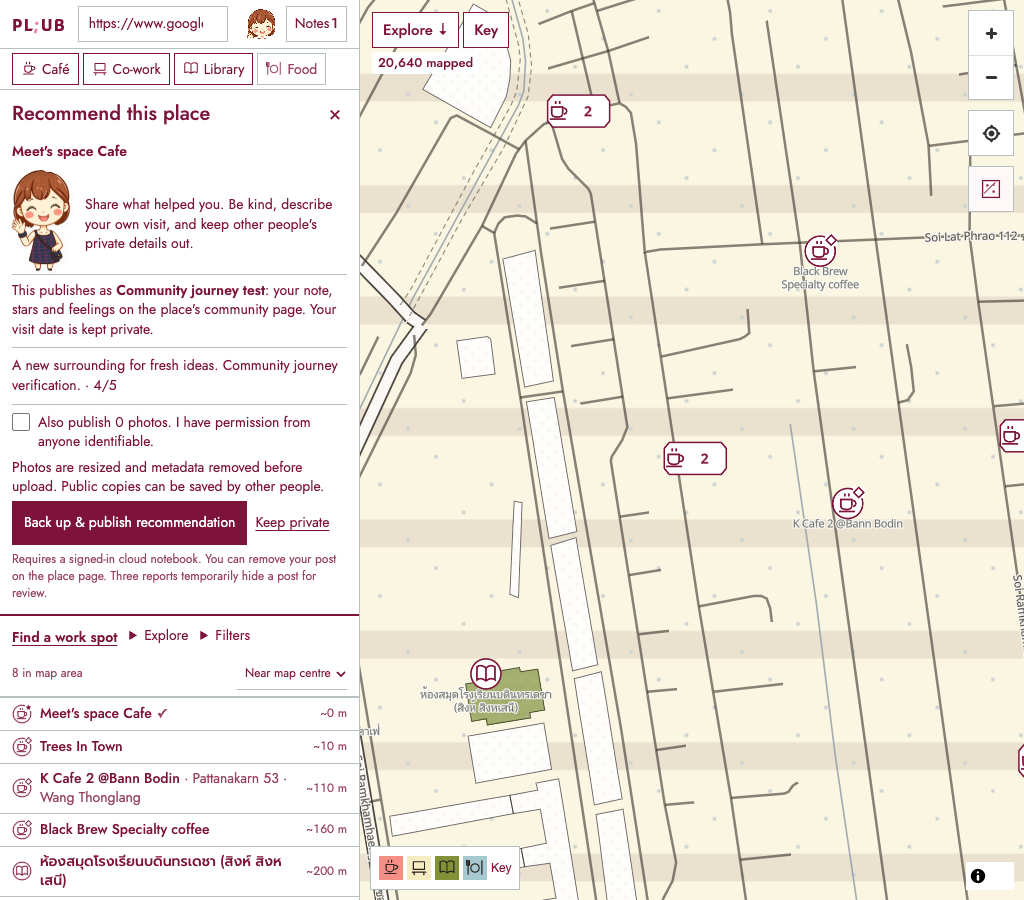 PL;UB
https://www.googl
Notes 1
Café
Co-work
Library
Food
Recommend this place
×
Meet's space Cafe
Share what helped you. Be kind, describe
your own visit, and keep other people's
private details out.
This publishes as Community journey test: your note,
stars and feelings on the place's community page. Your
visit date is kept private.
A new surrounding for fresh ideas. Community journey
verification. · 4/5
Also publish 0 photos. I have permission from
anyone identifiable.
Photos are resized and metadata removed before
upload. Public copies can be saved by other people.
Back up & publish recommendation
Keep private
Requires a signed-in cloud notebook. You can remove your post
on the place page. Three reports temporarily hide a post for
review.
Find a work spot
Explore
Filters
8 in map area
Near map centre
Meet's space Cafe ✓
~0 m
Trees In Town
~10 m
K Cafe 2 @Bann Bodin · Pattanakarn 53 ·
Wang Thonglang
~110 m
Black Brew Specialty coffee
~160 m
ห้องสมุดโรงเรียนบดินทรเดชา (สิงห์ สิงห
เสนี)
~200 m
Explore ↓
Key
20,640 mapped
2
Soi Lat Phrao 112
Black Brew
Specialty coffee
2
K Cafe 2 @Bann Bodin
ห้องสมุดโรงเรียนบดินทรเดชา
(สิงห์ สิงหเสนี)
Key